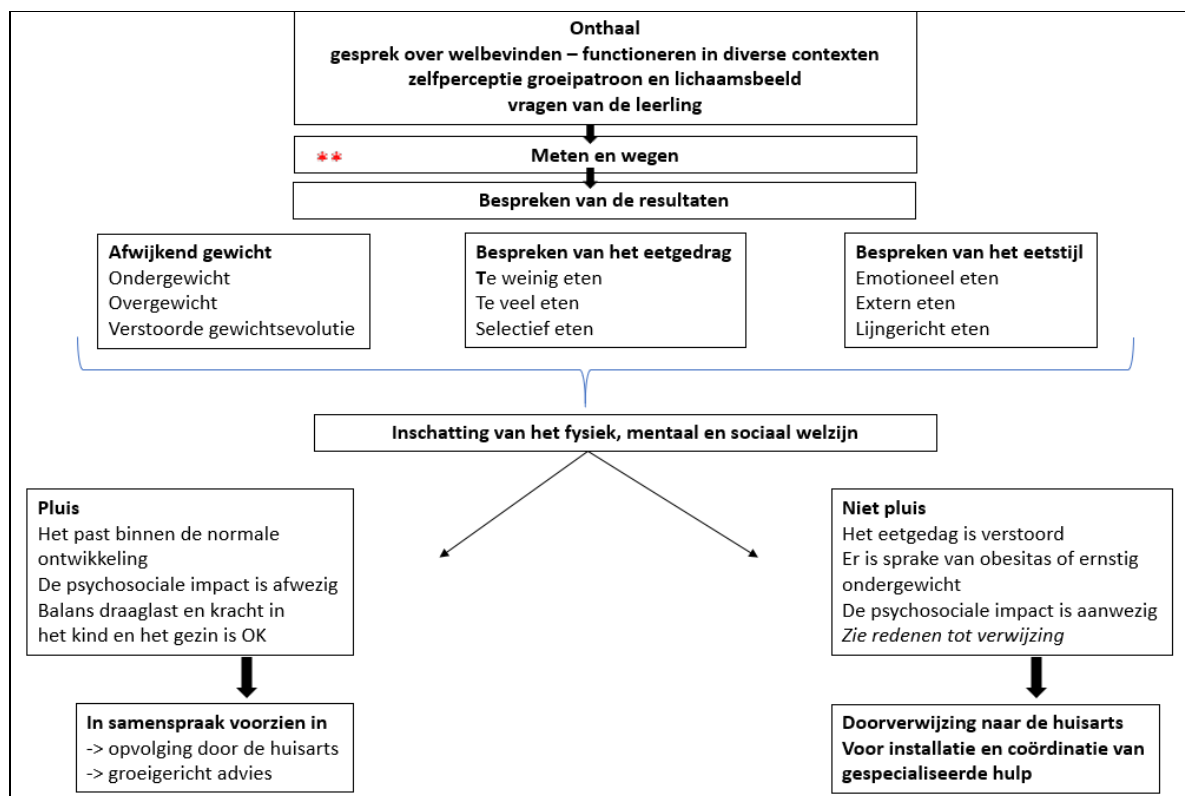 Onthaal
gesprek over welbevinden – functioneren in diverse contexten
zelfperceptie groeipatroon en lichaamsbeeld
vragen van de leerling
** Meten en wegen
Bespreken van de resultaten
Afwijkend gewicht
Ondergewicht
Overgewicht
Verstoorde gewichtsevolutie
Bespreken van het eetgedrag
Te weinig eten
Te veel eten
Selectief eten
Bespreken van het eetstijl
Emotioneel eten
Extern eten
Lijngericht eten
Inschatting van het fysiek, mentaal en sociaal welzijn
Pluis
Het past binnen de normale
ontwikkeling
De psychosociale impact is afwezig
Balans draaglast en kracht in
het kind en het gezin is OK
Niet pluis
Het eetgedag is verstoord
Er is sprake van obesitas of ernstig
ondergewicht
De psychosociale impact is aanwezig
Zie redenen tot verwijzing
In samenspraak voorzien in
-> opvolging door de huisarts
-> groeigericht advies
Doorverwijzing naar de huisarts
Voor installatie en coördinatie van
gespecialiseerde hulp